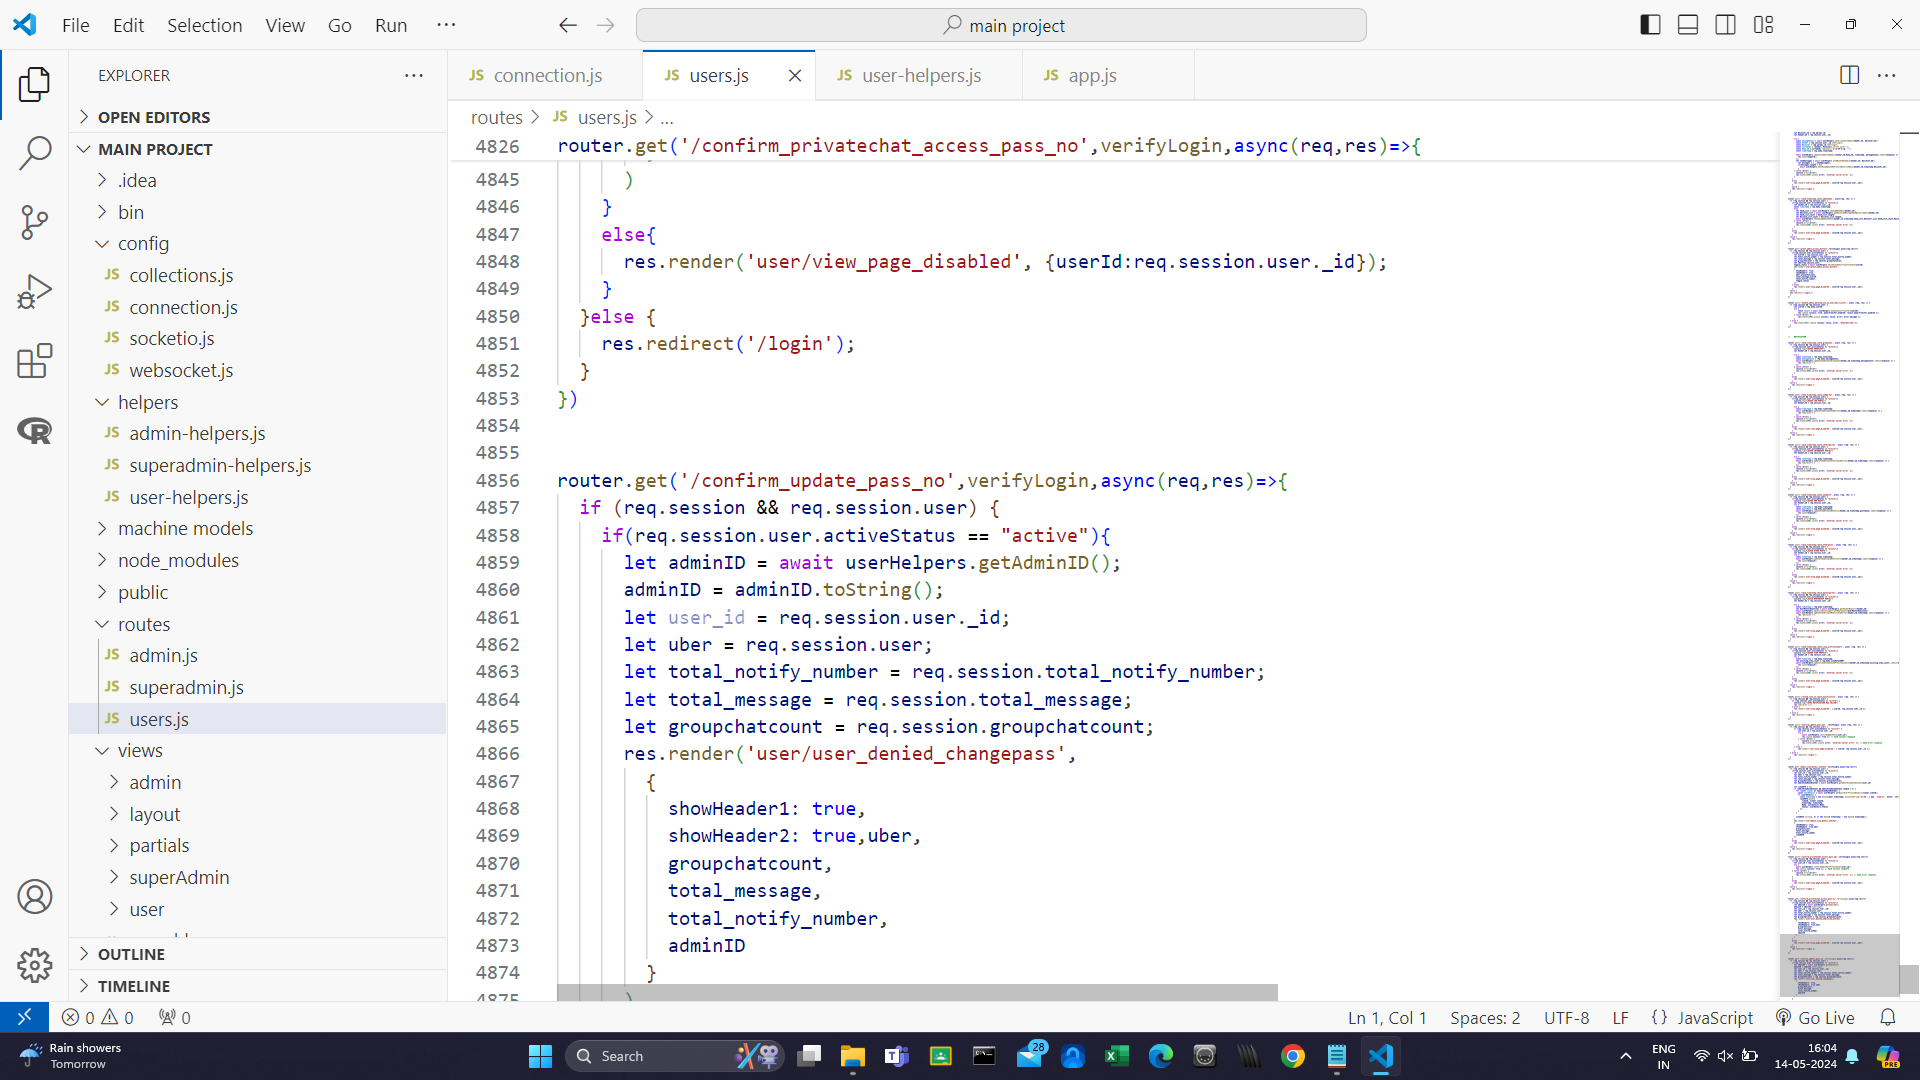 File Edit Selection View Go Run ···
main project
EXPLORER ···
OPEN EDITORS
MAIN PROJECT
.idea
bin
config
JS collections.js
JS connection.js
JS socketio.js
JS websocket.js
helpers
JS admin-helpers.js
JS superadmin-helpers.js
JS user-helpers.js
machine models
node_modules
public
routes
JS admin.js
JS superadmin.js
JS users.js
views
admin
layout
partials
superAdmin
user
OUTLINE
TIMELINE
JS connection.js JS users.js JS user-helpers.js JS app.js
routes > JS users.js > ...
4826 router.get('/confirm_privatechat_access_pass_no',verifyLogin,async(req,res)=>{
4845 )
4846 }
4847 else{
4848 res.render('user/view_page_disabled', {userId:req.session.user._id});
4849 }
4850 }else {
4851 res.redirect('/login');
4852 }
4853 })
4854
4855
4856 router.get('/confirm_update_pass_no',verifyLogin,async(req,res)=>{
4857 if (req.session && req.session.user) {
4858 if(req.session.user.activeStatus == "active"){
4859 let adminID = await userHelpers.getAdminID();
4860 adminID = adminID.toString();
4861 let user_id = req.session.user._id;
4862 let uber = req.session.user;
4863 let total_notify_number = req.session.total_notify_number;
4864 let total_message = req.session.total_message;
4865 let groupchatcount = req.session.groupchatcount;
4866 res.render('user/user_denied_changepass',
4867 {
4868 showHeader1: true,
4869 showHeader2: true,uber,
4870 groupchatcount,
4871 total_message,
4872 total_notify_number,
4873 adminID
4874 }
4875 )
0 0 0 Ln 1, Col 1 Spaces: 2 UTF-8 LF {} JavaScript Go Live
Rain showers
Tomorrow
Search
28
ENG
IN
16:04
14-05-2024
PRE